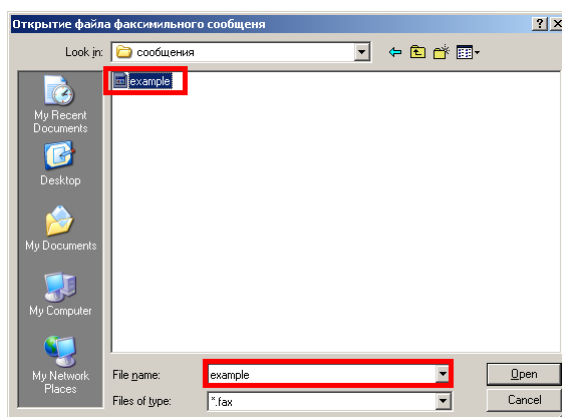 Открытие файла факсимильного сообщеня
Look in: сообщения
example
My Recent
Documents
Desktop
My Documents
My Computer
My Network
Places
File name: example Open
Files of type: *.fax Cancel